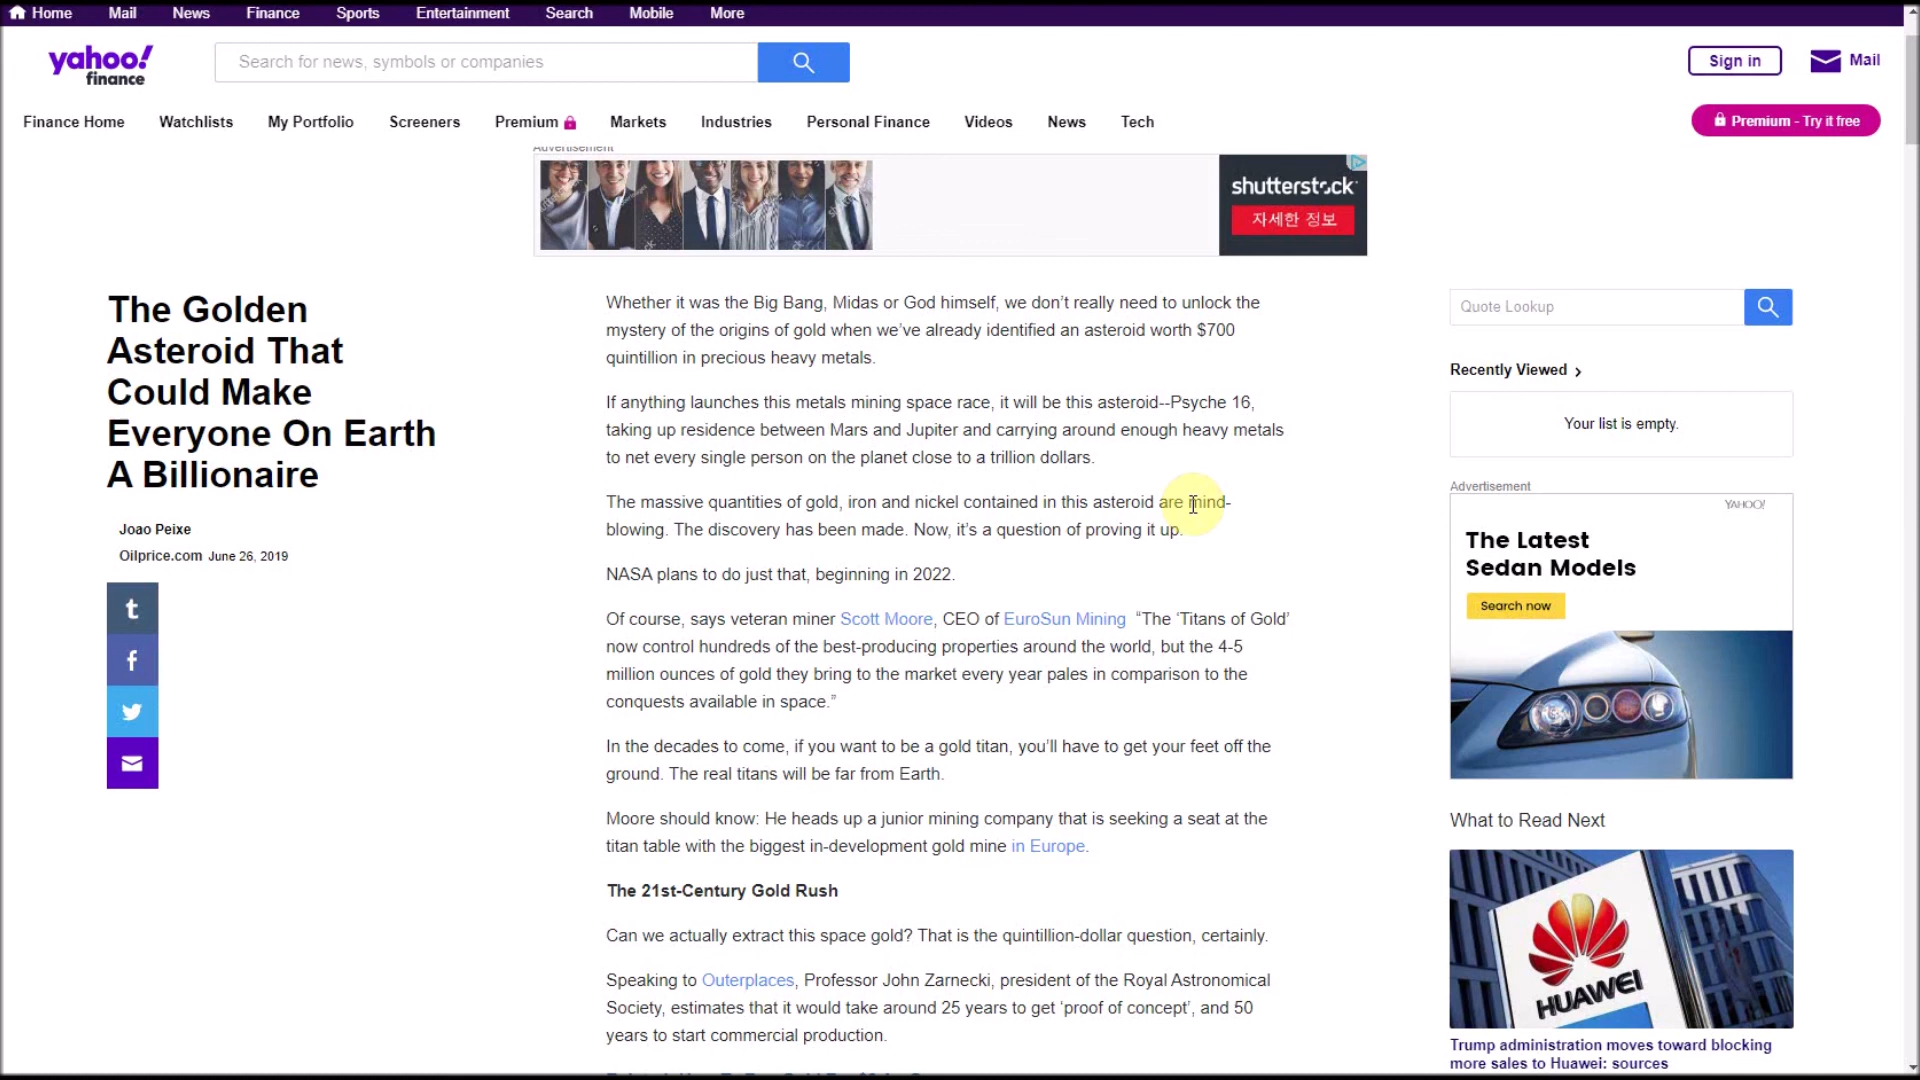 Home Mail News Finance Sports Entertainment Search Mobile More
yahoo!
finance
Search for news, symbols or companies
Sign in
Mail
Finance Home Watchlists My Portfolio Screeners Premium Markets Industries Personal Finance Videos News Tech
Premium - Try it free
Advertisement
shutterstock
자세한 정보
The Golden
Asteroid That
Could Make
Everyone On Earth
A Billionaire
Joao Peixe
Oilprice.com June 26, 2019
Whether it was the Big Bang, Midas or God himself, we don’t really need to unlock the
mystery of the origins of gold when we’ve already identified an asteroid worth $700
quintillion in precious heavy metals.
If anything launches this metals mining space race, it will be this asteroid--Psyche 16,
taking up residence between Mars and Jupiter and carrying around enough heavy metals
to net every single person on the planet close to a trillion dollars.
The massive quantities of gold, iron and nickel contained in this asteroid are mind-
blowing. The discovery has been made. Now, it’s a question of proving it up.
NASA plans to do just that, beginning in 2022.
Of course, says veteran miner Scott Moore, CEO of EuroSun Mining “The ‘Titans of Gold’
now control hundreds of the best-producing properties around the world, but the 4-5
million ounces of gold they bring to the market every year pales in comparison to the
conquests available in space.”
In the decades to come, if you want to be a gold titan, you’ll have to get your feet off the
ground. The real titans will be far from Earth.
Moore should know: He heads up a junior mining company that is seeking a seat at the
titan table with the biggest in-development gold mine in Europe.
The 21st-Century Gold Rush
Can we actually extract this space gold? That is the quintillion-dollar question, certainly.
Speaking to Outerplaces, Professor John Zarnecki, president of the Royal Astronomical
Society, estimates that it would take around 25 years to get ‘proof of concept’, and 50
years to start commercial production.
Quote Lookup
Recently Viewed
Your list is empty.
Advertisement
YAHOO!
The Latest
Sedan Models
Search now
What to Read Next
HUAWEI
Trump administration moves toward blocking
more sales to Huawei: sources